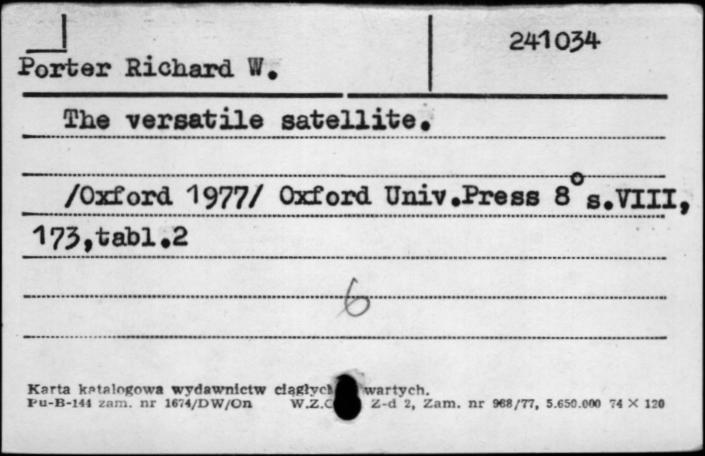 241034
Porter Richard W.
The versatile satellite.
/Oxford 1977/ Oxford Univ.Press 8° s.VIII,
173,tabl.2
6
Karta katalogowa wydawnictw ciągłych wartych.
Pu-B-144 zam. nr 1674/DW/On W.Z.C Z-d 2, Zam. nr 968/77, 5.650.000 74 × 120